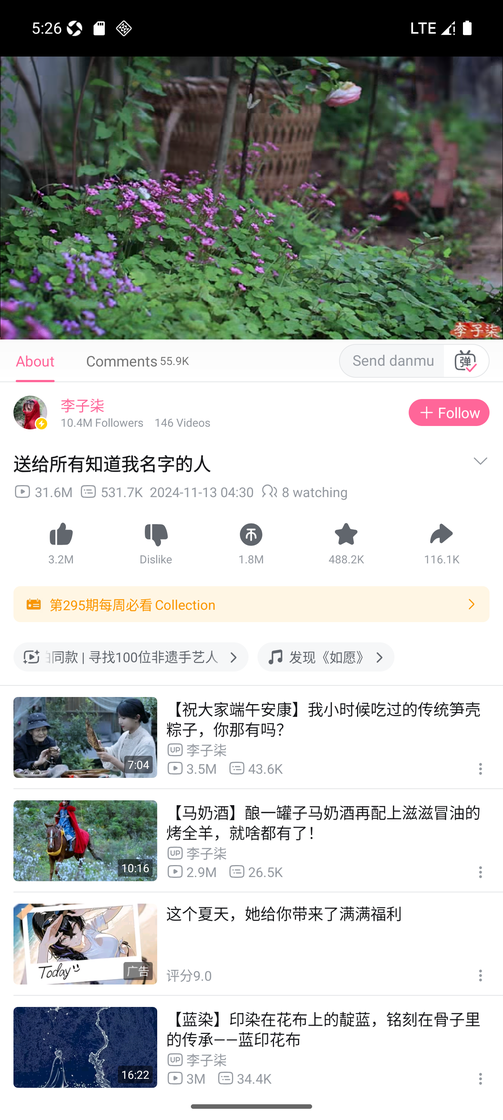 5:26
LTE
李子柒
About
Comments 55.9K
Send danmu
弹
李子柒
10.4M Followers 146 Videos
+ Follow
送给所有知道我名字的人
31.6M 531.7K 2024-11-13 04:30 8 watching
3.2M
Dislike
1.8M
488.2K
116.1K
第295期每周必看 Collection
同款 | 寻找100位非遗手艺人
发现《如愿》
【祝大家端午安康】我小时候吃过的传统笋壳
粽子，你那有吗？
UP 李子柒
3.5M 43.6K
7:04
【马奶酒】酿一罐子马奶酒再配上滋滋冒油的
烤全羊，就啥都有了！
UP 李子柒
2.9M 26.5K
10:16
这个夏天，她给你带来了满满福利
评分9.0
Today
广告
【蓝染】印染在花布上的靛蓝，铭刻在骨子里
的传承——蓝印花布
UP 李子柒
3M 34.4K
16:22